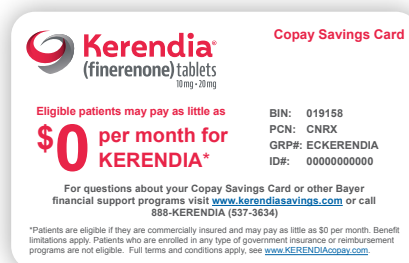 Copay Savings Card
Kerendia®
(finerenone) tablets
10 mg • 20 mg
Eligible patients may pay as little as
$0 per month for
KERENDIA*
BIN: 019158
PCN: CNRX
GRP#: ECKERENDIA
ID#: 00000000000
For questions about your Copay Savings Card or other Bayer
financial support programs visit www.kerendiasavings.com or call
888-KERENDIA (537-3634)
*Patients are eligible if they are commercially insured and may pay as little as $0 per month. Benefit
limitations apply. Patients who are enrolled in any type of government insurance or reimbursement
programs are not eligible. Full terms and conditions apply, see www.KopayCopay.com.